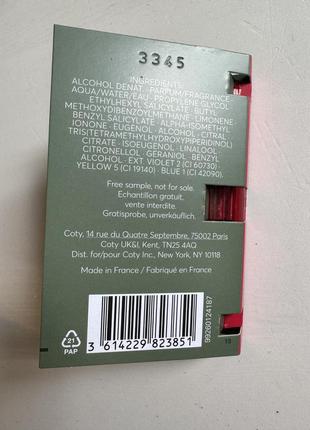 3345
INGREDIENTS:
ALCOHOL DENAT · PARFUM/FRAGRANCE
AQUA/WATER/EAU · PROPYLENE GLYCOL
ETHYLHEXYL SALICYLATE · BUTYL
METHOXYDIBENZOYLMETHANE · LIMONENE
BENZYL SALICYLATE · ALPHA-ISOMETHYL
IONONE · EUGENOL · ALCOHOL · CITRAL
TRIS(TETRAMETHYLHYDROXYPIPERIDINOL)
CITRATE · ISOEUGENOL · LINALOOL
CITRONELLOL · GERANIOL · BENZYL
ALCOHOL · EXT. VIOLET 2 (CI 60730) ·
YELLOW 5 (CI 19140) · BLUE 1 (CI 42090).
Free sample, not for sale.
Echantillon gratuit,
vente interdite.
Gratisprobe, unverkäuflich.
Coty, 14 rue du Quatre Septembre, 75002 Paris
Coty UK&I, Kent, TN25 4AQ
Dist. for/pour Coty Inc., New York, NY 10118
Made in France / Fabriqué en France
21
PAP
3 614229 823851
99260124187